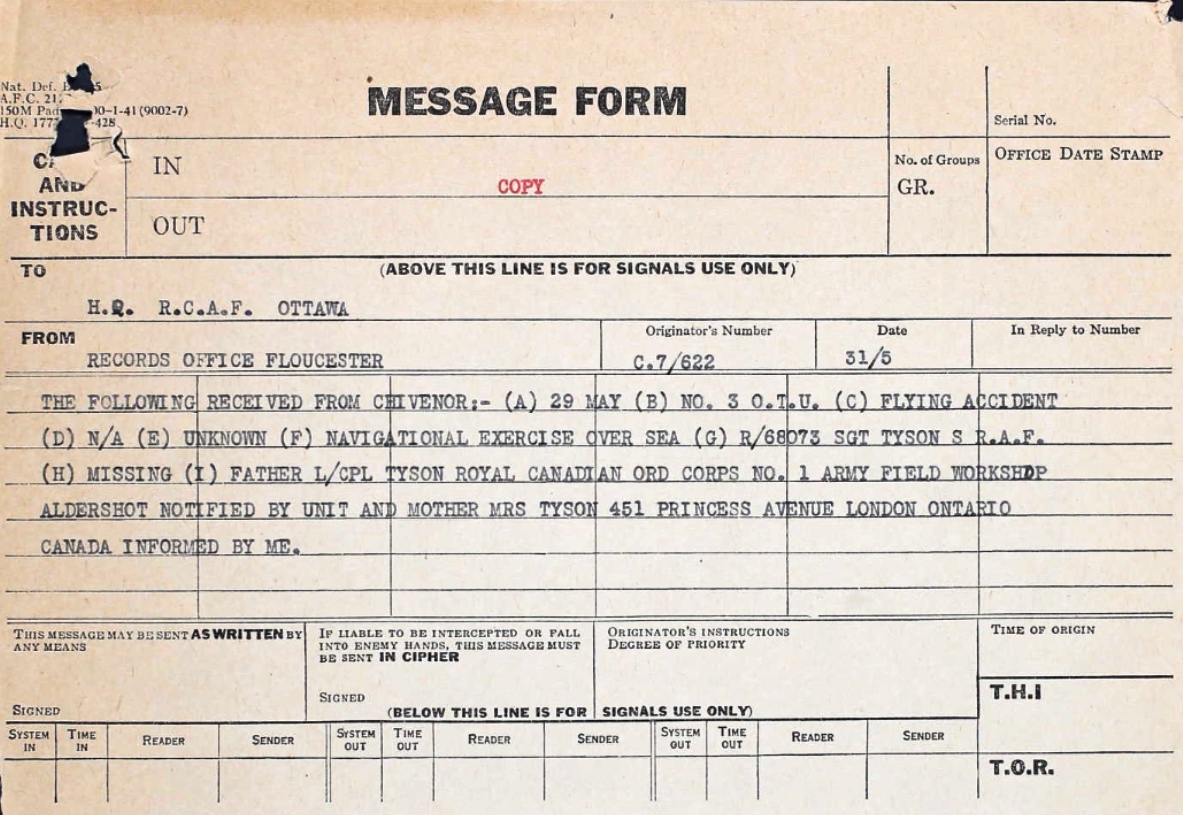 Nat. Def.
A.F.C. 21
150M Pad 00-1-41 (9002-7)
H.Q. 177 -428
MESSAGE FORM
Serial No.
AND
INSTRUC-
TIONS
IN
COPY
OUT
No. of Groups
GR.
OFFICE DATE STAMP
TO
(ABOVE THIS LINE IS FOR SIGNALS USE ONLY)
H.Q. R.C.A.F. OTTAWA
FROM
RECORDS OFFICE FLOUCESTER
Originator's Number
C.7/622
Date
31/5
In Reply to Number
THE FOLLOWING RECEIVED FROM CHIVENOR:- (A) 29 MAY (B) NO. 3 O.T.U. (C) FLYING ACCIDENT
(D) N/A (E) UNKNOWN (F) NAVIGATIONAL EXERCISE OVER SEA (G) R/68073 SGT TYSON S R.A.F.
(H) MISSING (I) FATHER L/CPL TYSON ROYAL CANADIAN ORD CORPS NO. 1 ARMY FIELD WORKSHOP
ALDERSHOT NOTIFIED BY UNIT AND MOTHER MRS TYSON 451 PRINCESS AVENUE LONDON ONTARIO
CANADA INFORMED BY ME.
THIS MESSAGE MAY BE SENT AS WRITTEN BY
ANY MEANS
SIGNED
IF LIABLE TO BE INTERCEPTED OR FALL
INTO ENEMY HANDS, THIS MESSAGE MUST
BE SENT IN CIPHER
SIGNED
ORIGINATOR'S INSTRUCTIONS
DEGREE OF PRIORITY
TIME OF ORIGIN
T.H.I
(BELOW THIS LINE IS FOR SIGNALS USE ONLY)
SYSTEM IN TIME IN READER SENDER SYSTEM OUT TIME OUT READER SENDER SYSTEM OUT TIME OUT READER SENDER
T.O.R.